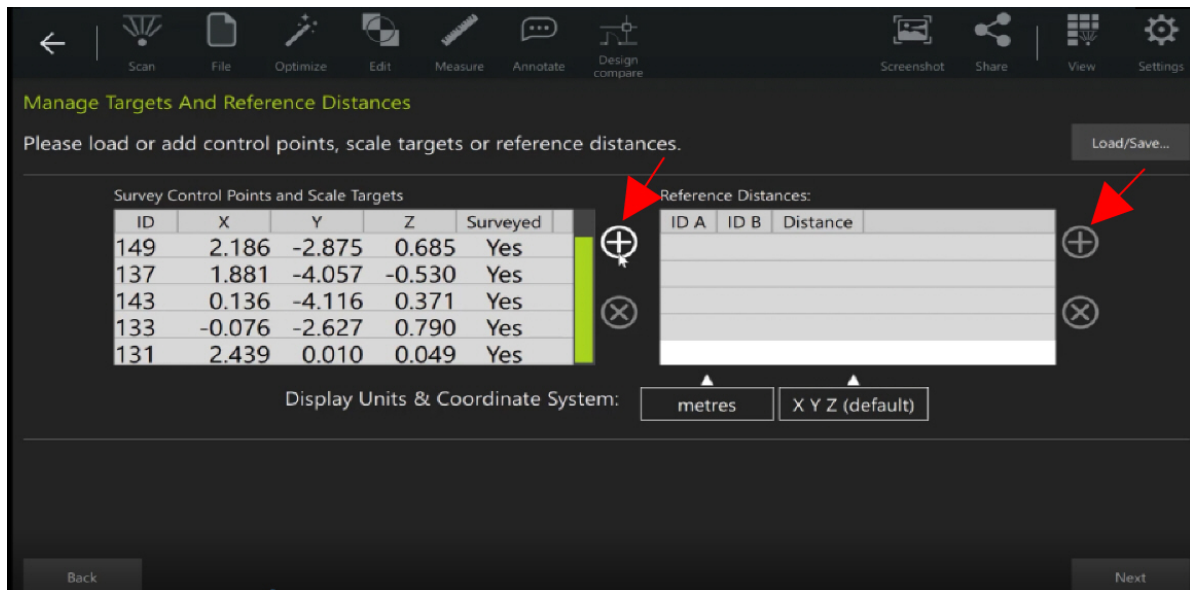 Scan File Optimize Edit Measure Annotate Design compare Screenshot Share View Settings
Manage Targets And Reference Distances
Please load or add control points, scale targets or reference distances.
Load/Save...
Survey Control Points and Scale Targets
ID X Y Z Surveyed
149 2.186 -2.875 0.685 Yes
137 1.881 -4.057 -0.530 Yes
143 0.136 -4.116 0.371 Yes
133 -0.076 -2.627 0.790 Yes
131 2.439 0.010 0.049 Yes
Reference Distances:
ID A ID B Distance
Display Units & Coordinate System: metres X Y Z (default)
Back Next